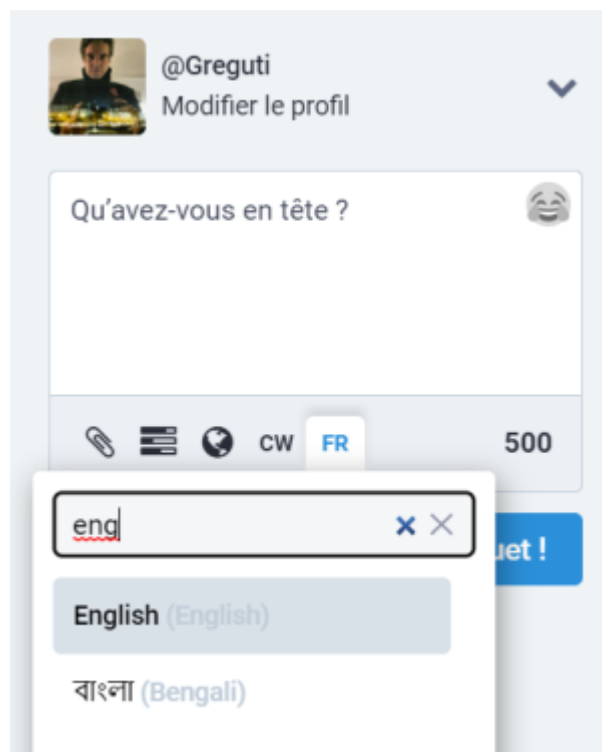 @Greguti
Modifier le profil
Qu'avez-vous en tête ?
CW FR 500
eng
uet !
English (English)
বাংলা (Bengali)